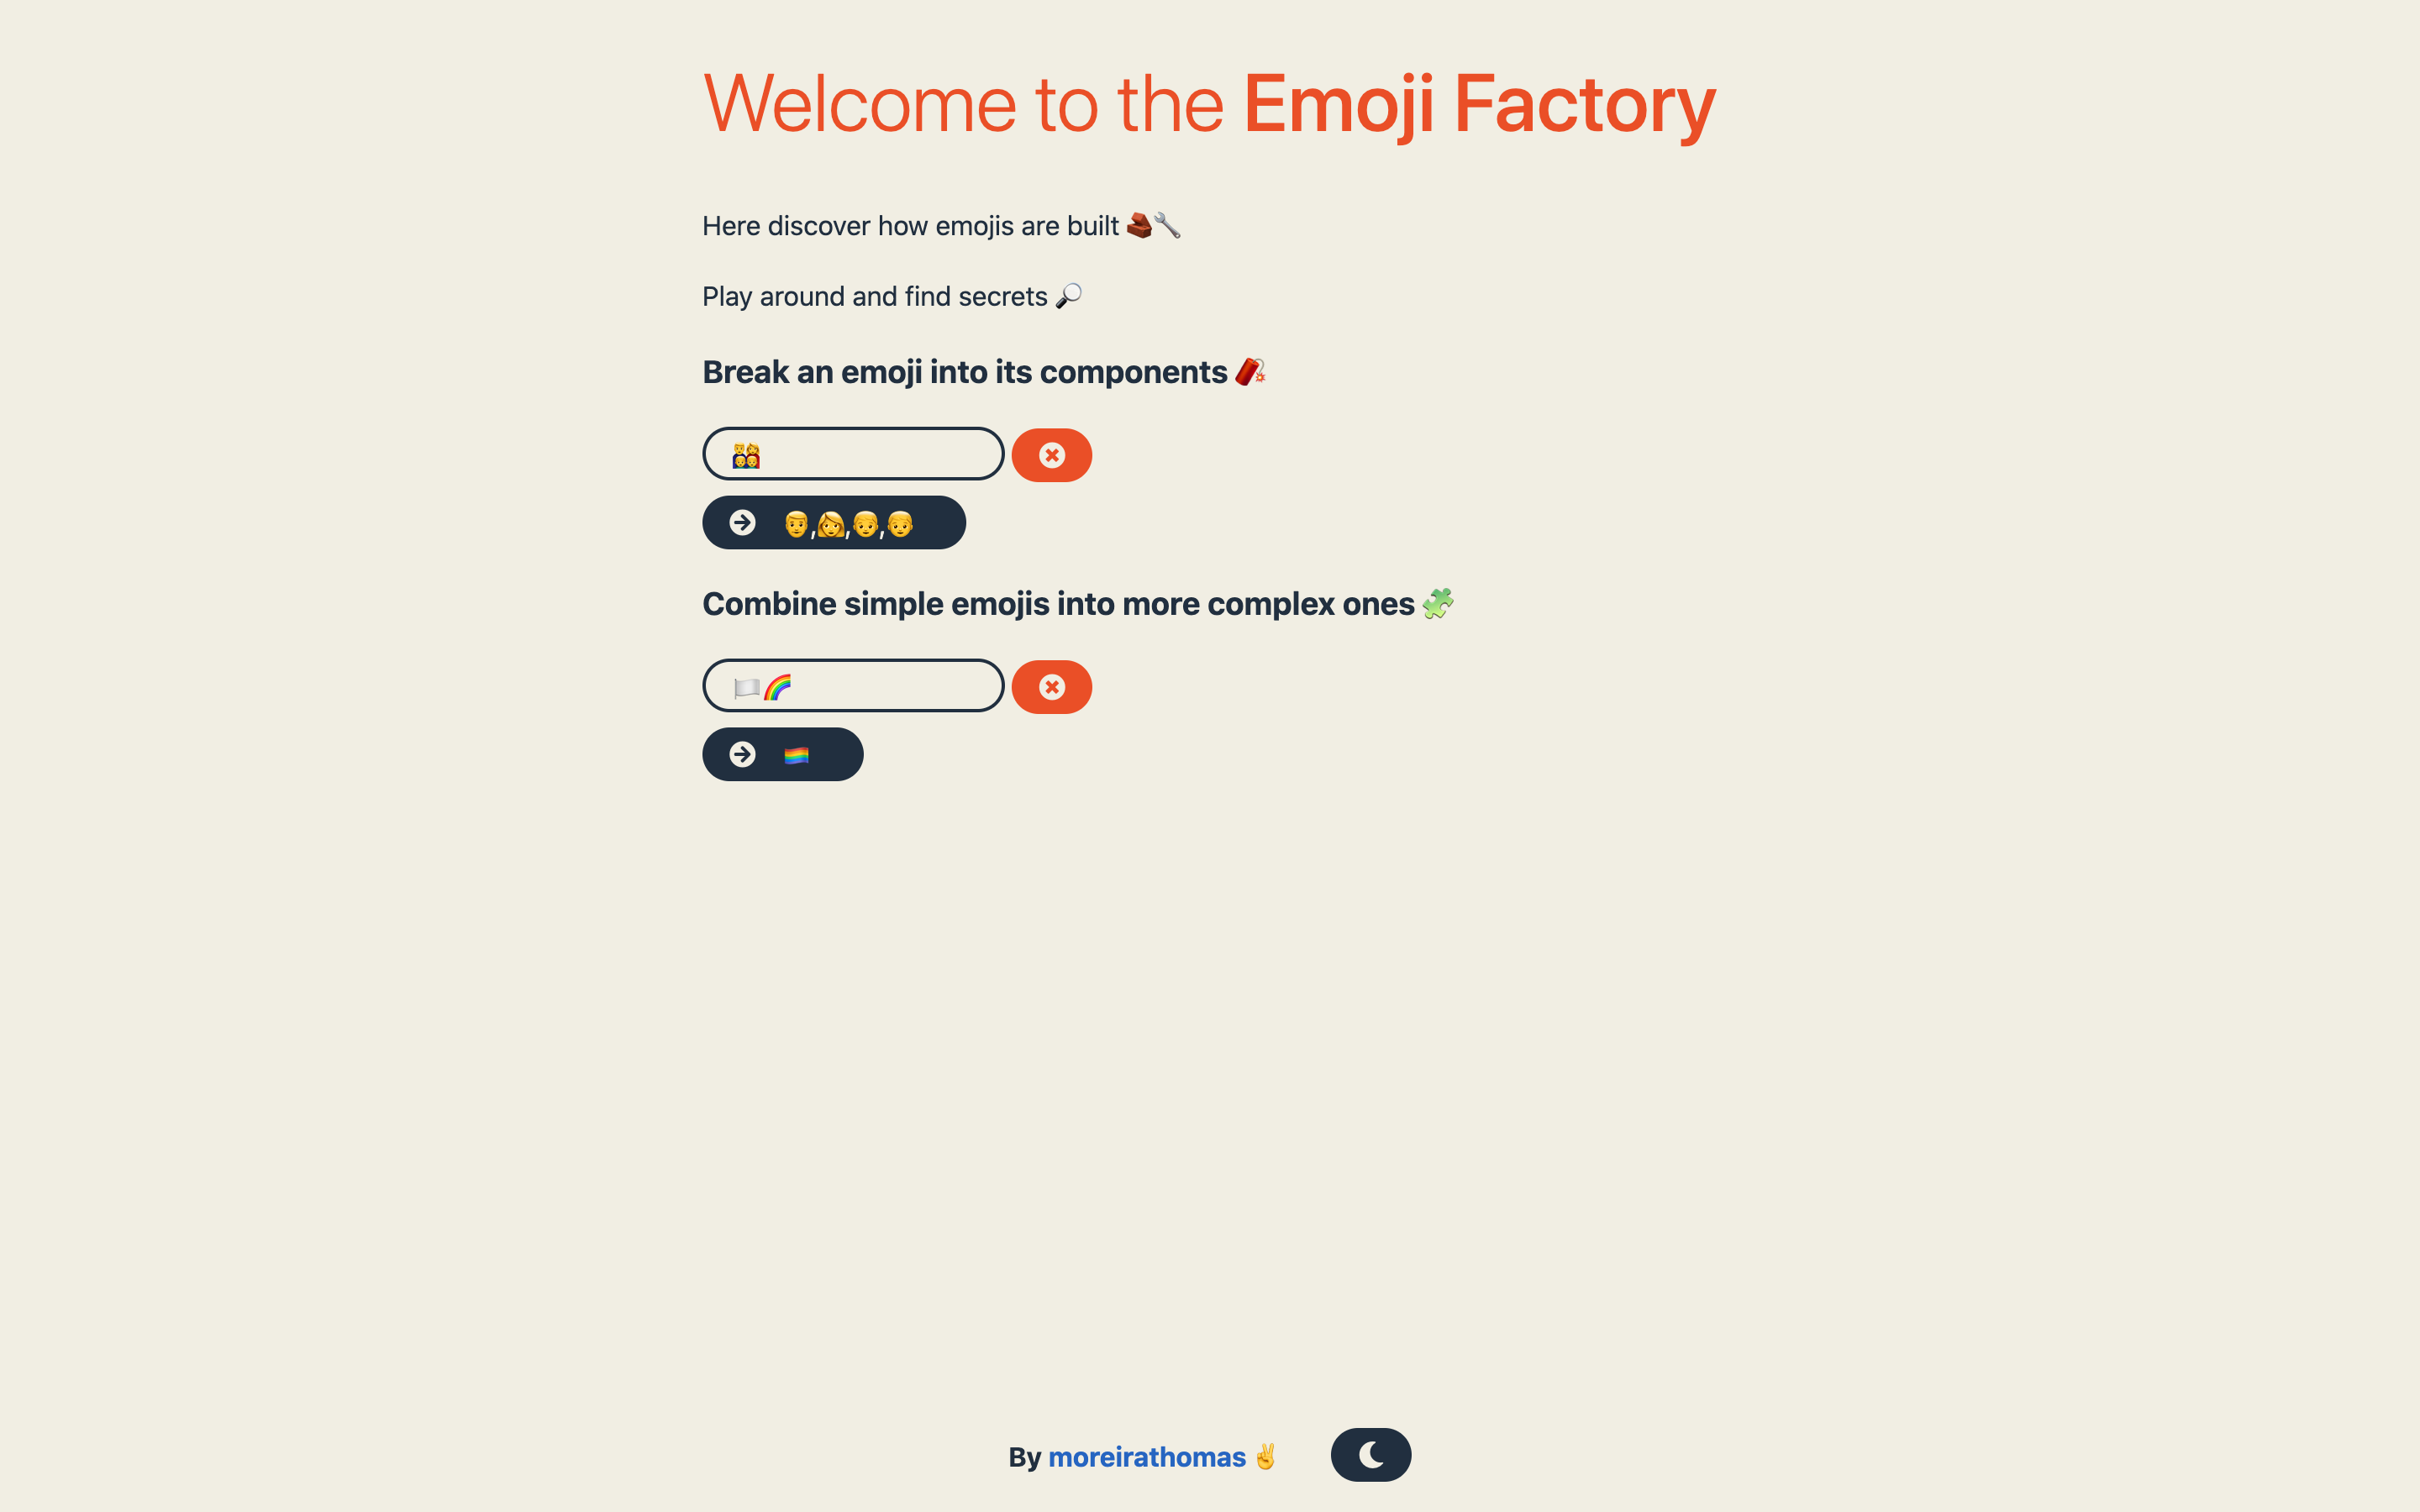 Welcome to the Emoji Factory
Here discover how emojis are built 🧱🔧
Play around and find secrets 🔎
Break an emoji into its components 🧨
👨‍👩‍👦‍👦
👨,👩,👦,👦
Combine simple emojis into more complex ones 🧩
🏳️🌈
🏳️‍🌈
By moreirathomas ✌️